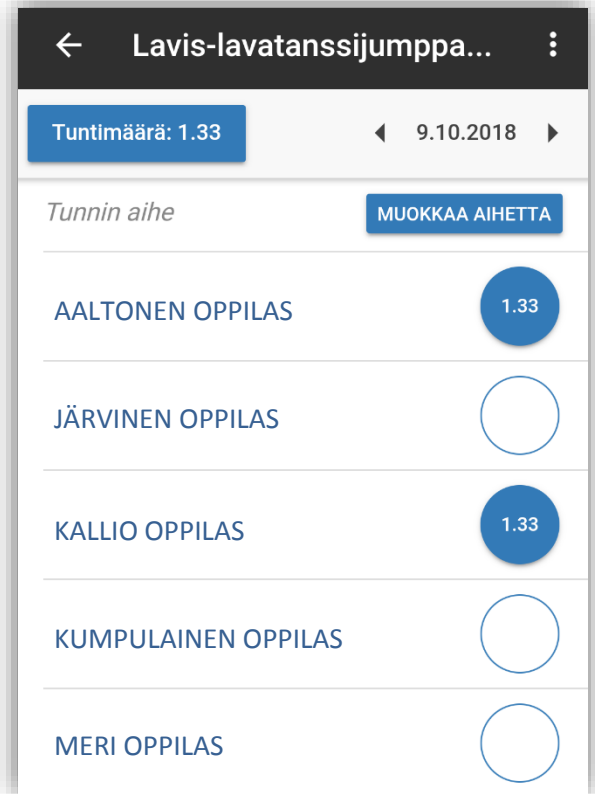 Lavis-lavatanssijumppa...
Tuntimäärä: 1.33
9.10.2018
Tunnin aihe
MUOKKAA AIHETTA
AALTONEN OPPILAS
1.33
JÄRVINEN OPPILAS
KALLIO OPPILAS
1.33
KUMPULAINEN OPPILAS
MERI OPPILAS